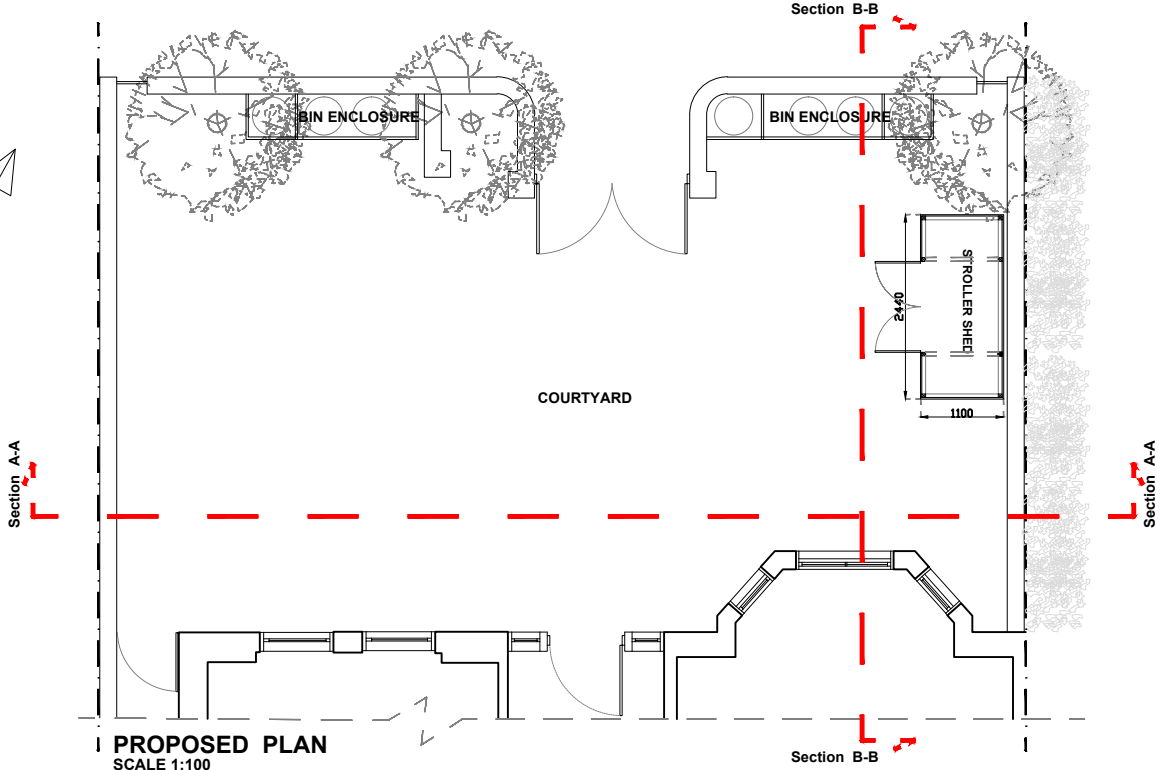 Section B-B
BIN ENCLOSURE
BIN ENCLOSURE
STROLLER SHED
2440
1100
COURTYARD
Section A-A
Section A-A
PROPOSED PLAN
SCALE 1:100
Section B-B